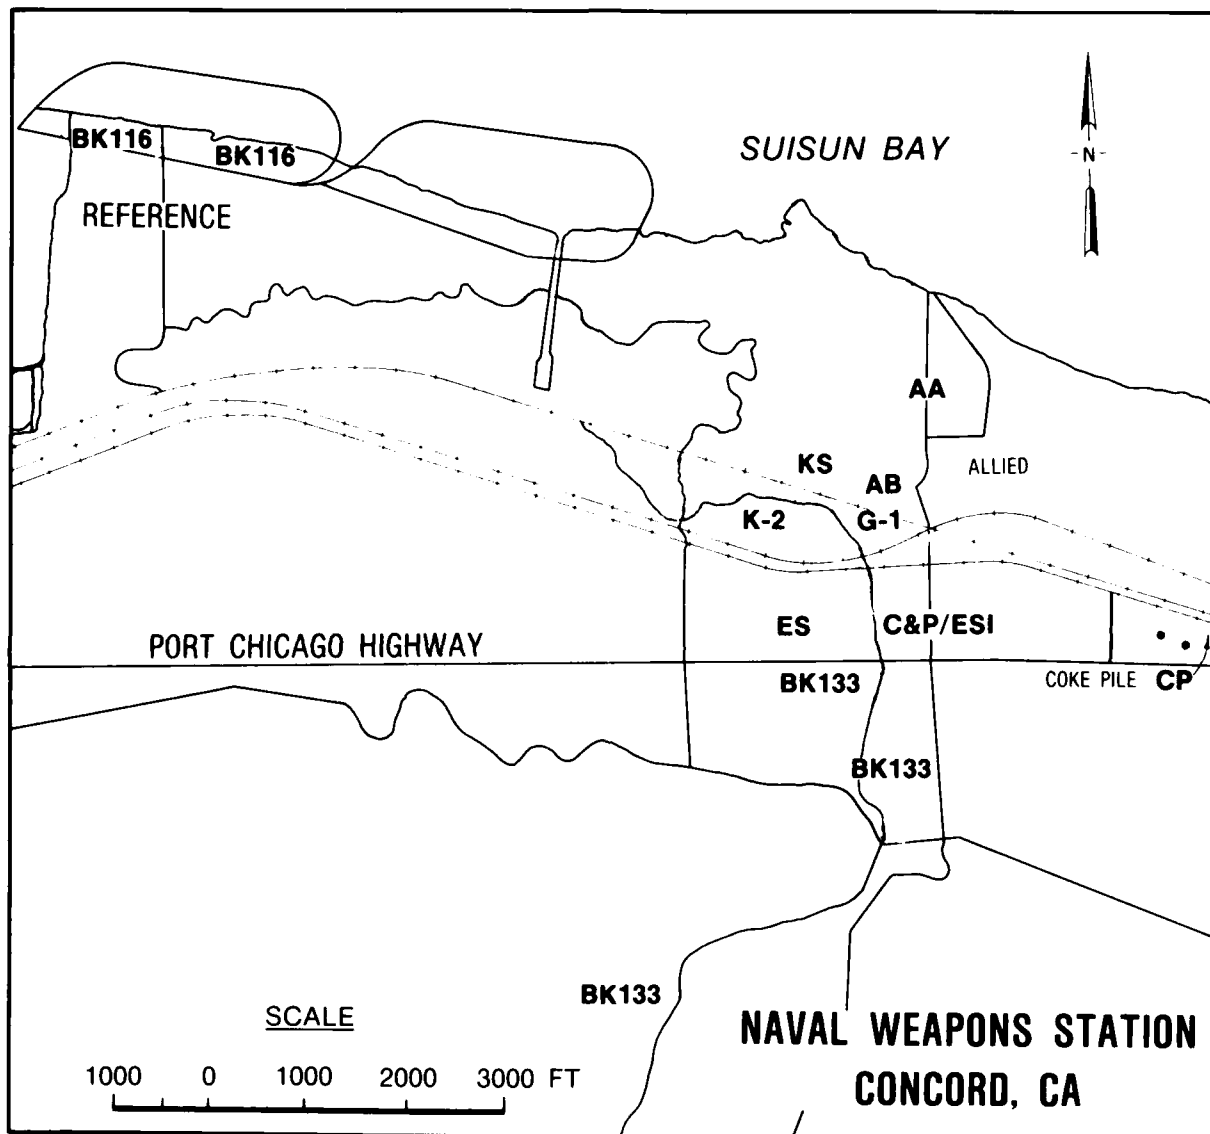 BK116
BK116
SUISUN BAY
N
REFERENCE
AA
KS
ALLIED
AB
K-2
G-1
ES
C&P/ESI
PORT CHICAGO HIGHWAY
BK133
COKE PILE CP
BK133
BK133
SCALE
NAVAL WEAPONS STATION
CONCORD, CA
1000 0 1000 2000 3000 FT